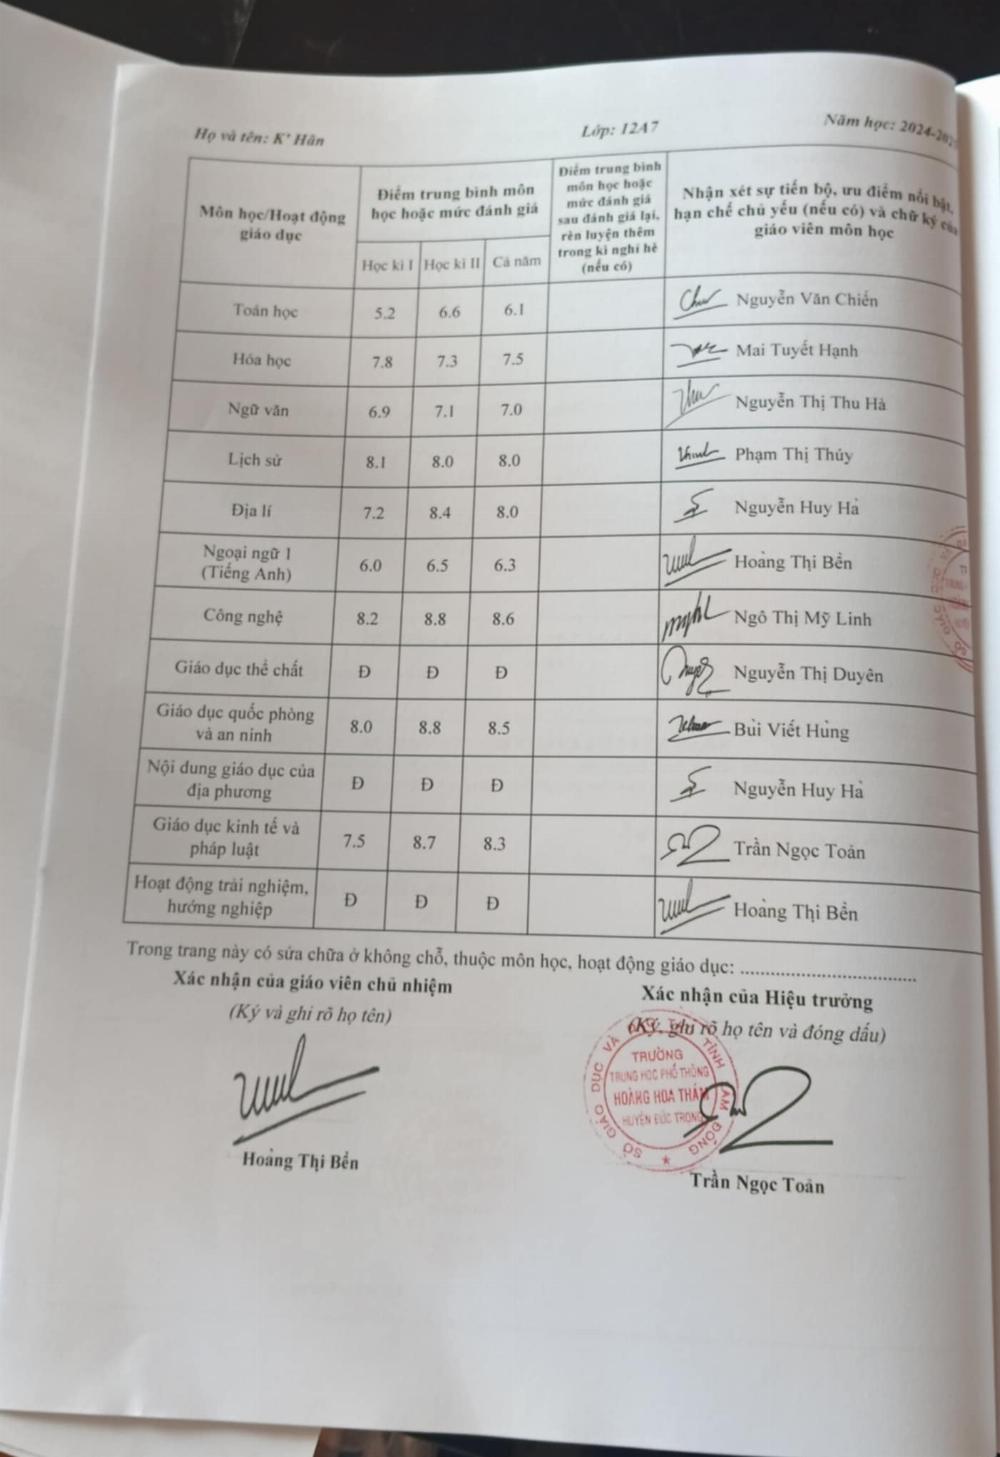 Họ và tên: K' Hân
Lớp: 12A7
Năm học: 2024-202
Môn học/Hoạt động giáo dục
Điểm trung bình môn học hoặc mức đánh giá
Điểm trung bình môn học hoặc mức đánh giá sau đánh giá lại, rèn luyện thêm trong kì nghỉ hè (nếu có)
Nhận xét sự tiến bộ, ưu điểm nổi bật, hạn chế chủ yếu (nếu có) và chữ ký của giáo viên môn học
Học kì I Học kì II Cả năm
Toán học 5.2 6.6 6.1 Nguyễn Văn Chiến
Hóa học 7.8 7.3 7.5 Mai Tuyết Hạnh
Ngữ văn 6.9 7.1 7.0 Nguyễn Thị Thu Hà
Lịch sử 8.1 8.0 8.0 Phạm Thị Thúy
Địa lí 7.2 8.4 8.0 Nguyễn Huy Hà
Ngoại ngữ 1
(Tiếng Anh) 6.0 6.5 6.3 Hoàng Thị Bền
Công nghệ 8.2 8.8 8.6 Ngô Thị Mỹ Linh
Giáo dục thể chất Đ Đ Đ Nguyễn Thị Duyên
Giáo dục quốc phòng
và an ninh 8.0 8.8 8.5 Bùi Viết Hùng
Nội dung giáo dục của
địa phương Đ Đ Đ Nguyễn Huy Hà
Giáo dục kinh tế và
pháp luật 7.5 8.7 8.3 Trần Ngọc Toản
Hoạt động trải nghiệm,
hướng nghiệp Đ Đ Đ Hoàng Thị Bền
Trong trang này có sửa chữa ở không chỗ, thuộc môn học, hoạt động giáo dục: ................................
Xác nhận của giáo viên chủ nhiệm
(Ký và ghi rõ họ tên)
Hoàng Thị Bền
Xác nhận của Hiệu trưởng
(Ký, ghi rõ họ tên và đóng dấu)
SỞ GIÁO DỤC VÀ TỈNH LÂM ĐỒNG
TRƯỜNG
TRUNG HỌC PHỔ THÔNG
HOÀNG HOA THÁM
HUYỆN ĐỨC TRỌNG
Trần Ngọc Toản